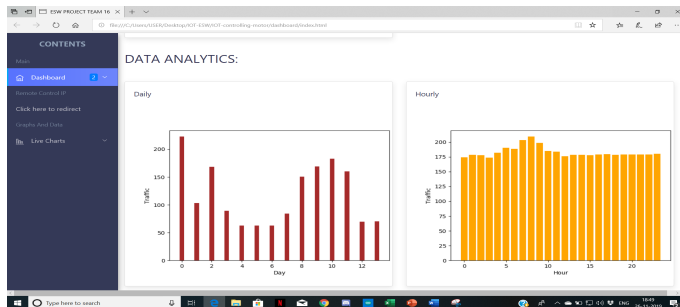 ESW PROJECT TEAM 16
file:///C:/Users/USER/Desktop/IOT-ESW/IOT-controlling-motor/dashboard/index.html
CONTENTS
Main
Dashboard 2
Remote Control IP
Click here to redirect
Graphs And Data
Live Charts
DATA ANALYTICS:
Daily
Traffic
200
150
100
50
0
0 2 4 6 8 10 12
Day
Hourly
Traffic
200
175
150
125
100
75
50
25
0
0 5 10 15 20
Hour
Type here to search
ENG
18:49
26-11-2019